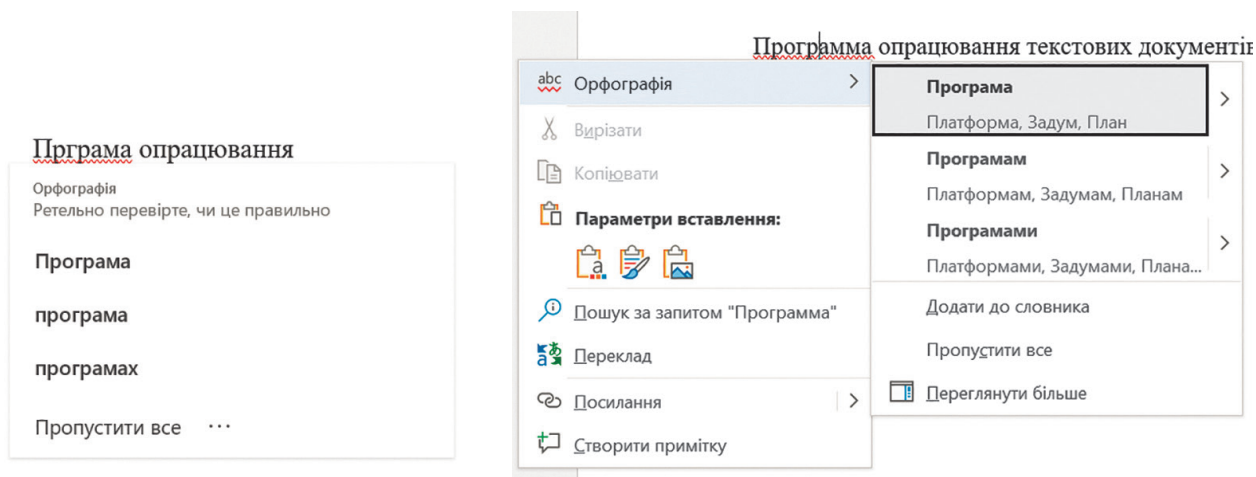 Пргграма опрацювання
Орфографія
Ретельно перевірте, чи це правильно
Програма
програма
програмах
Пропустити все ···
Программа опрацювання текстових документів
abc Орфографія
Вирізати
Копіювати
Параметри вставлення:
Пошук за запитом "Программа"
Переклад
Посилання
Створити примітку
Програма
Платформа, Задум, План
Програмам
Платформам, Задумам, Планам
Програмами
Платформами, Задумами, Плана...
Додати до словника
Пропустити все
Переглянути більше